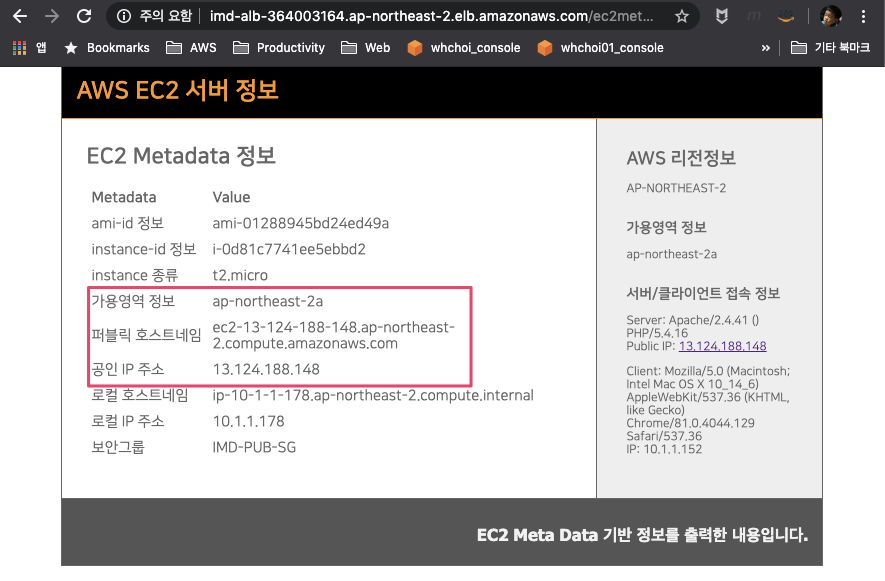 주의 요함
imd-alb-364003164.ap-northeast-2.elb.amazonaws.com/ec2met...
앱
Bookmarks
AWS
Productivity
Web
whchoi_console
whchoi01_console
»
기타 북마크
AWS EC2 서버 정보
EC2 Metadata 정보
Metadata Value
ami-id 정보 ami-01288945bd24ed49a
instance-id 정보 i-0d81c7741ee5ebbd2
instance 종류 t2.micro
가용영역 정보 ap-northeast-2a
퍼블릭 호스트네임 ec2-13-124-188-148.ap-northeast-
2.compute.amazonaws.com
공인 IP 주소 13.124.188.148
로컬 호스트네임 ip-10-1-1-178.ap-northeast-2.compute.internal
로컬 IP 주소 10.1.1.178
보안그룹 IMD-PUB-SG
AWS 리전정보
AP-NORTHEAST-2
가용영역 정보
ap-northeast-2a
서버/클라이언트 접속 정보
Server: Apache/2.4.41 ()
PHP/5.4.16
Public IP: 13.124.188.148
Client: Mozilla/5.0 (Macintosh;
Intel Mac OS X 10_14_6)
AppleWebKit/537.36 (KHTML,
like Gecko)
Chrome/81.0.4044.129
Safari/537.36
IP: 10.1.1.152
EC2 Meta Data 기반 정보를 출력한 내용입니다.